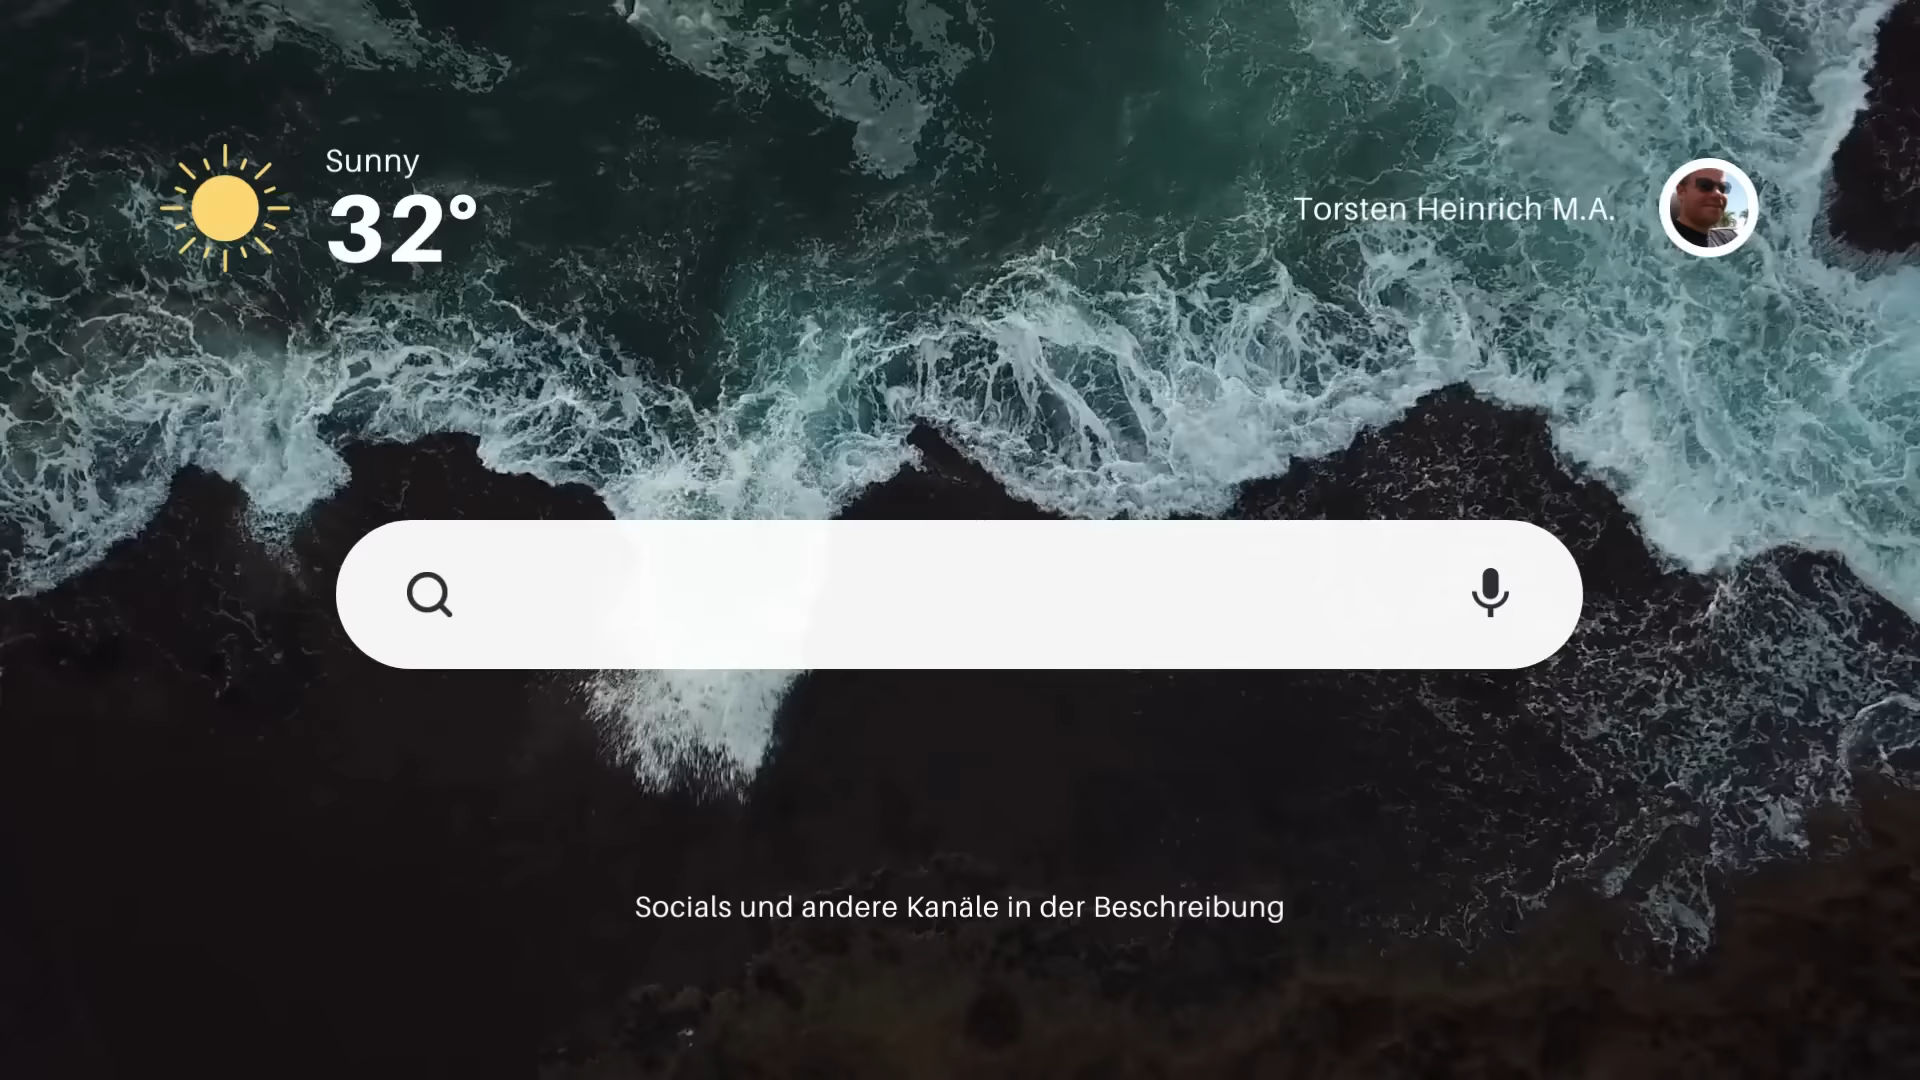 Sunny
32°
Torsten Heinrich M.A.
Socials und andere Kanäle in der Beschreibung